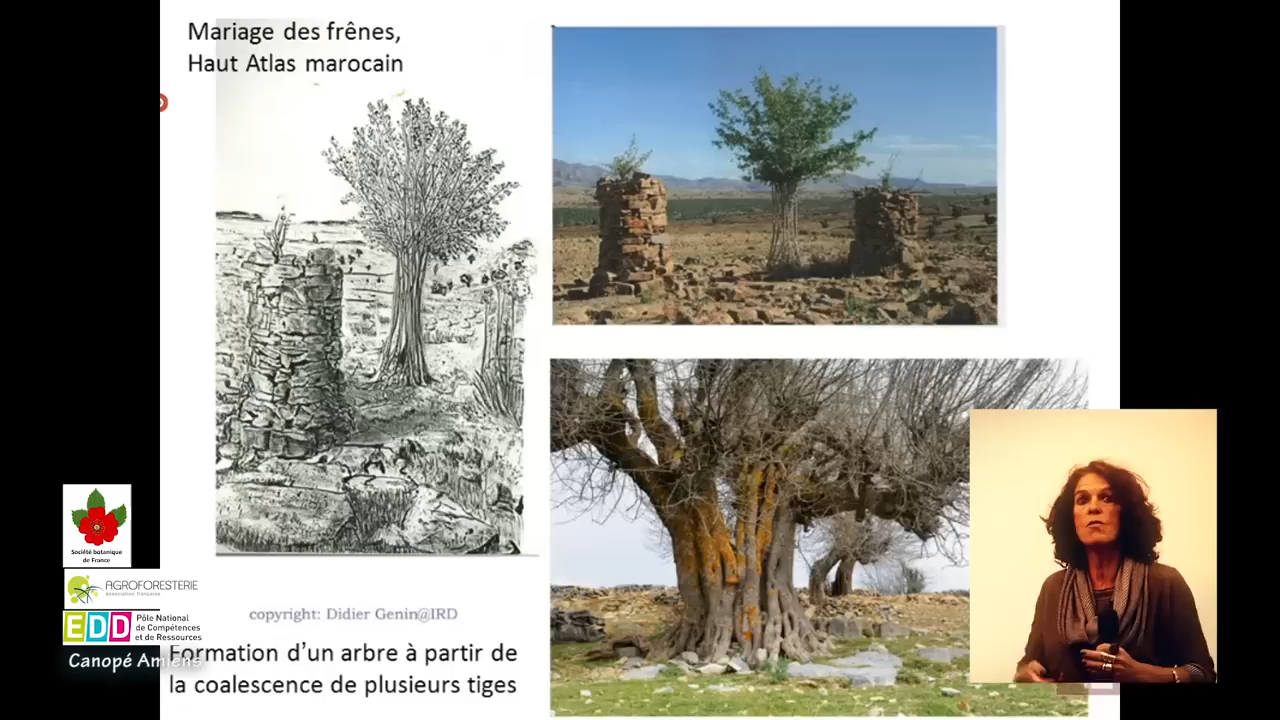 Mariage des frênes,
Haut Atlas marocain
copyright: Didier Genin@IRD
Formation d'un arbre à partir de
la coalescence de plusieurs tiges
Société botanique
de France
AGROFORESTERIE
association française
EDD
Pôle National
de Compétences
et de Ressources
Canopé Amiens